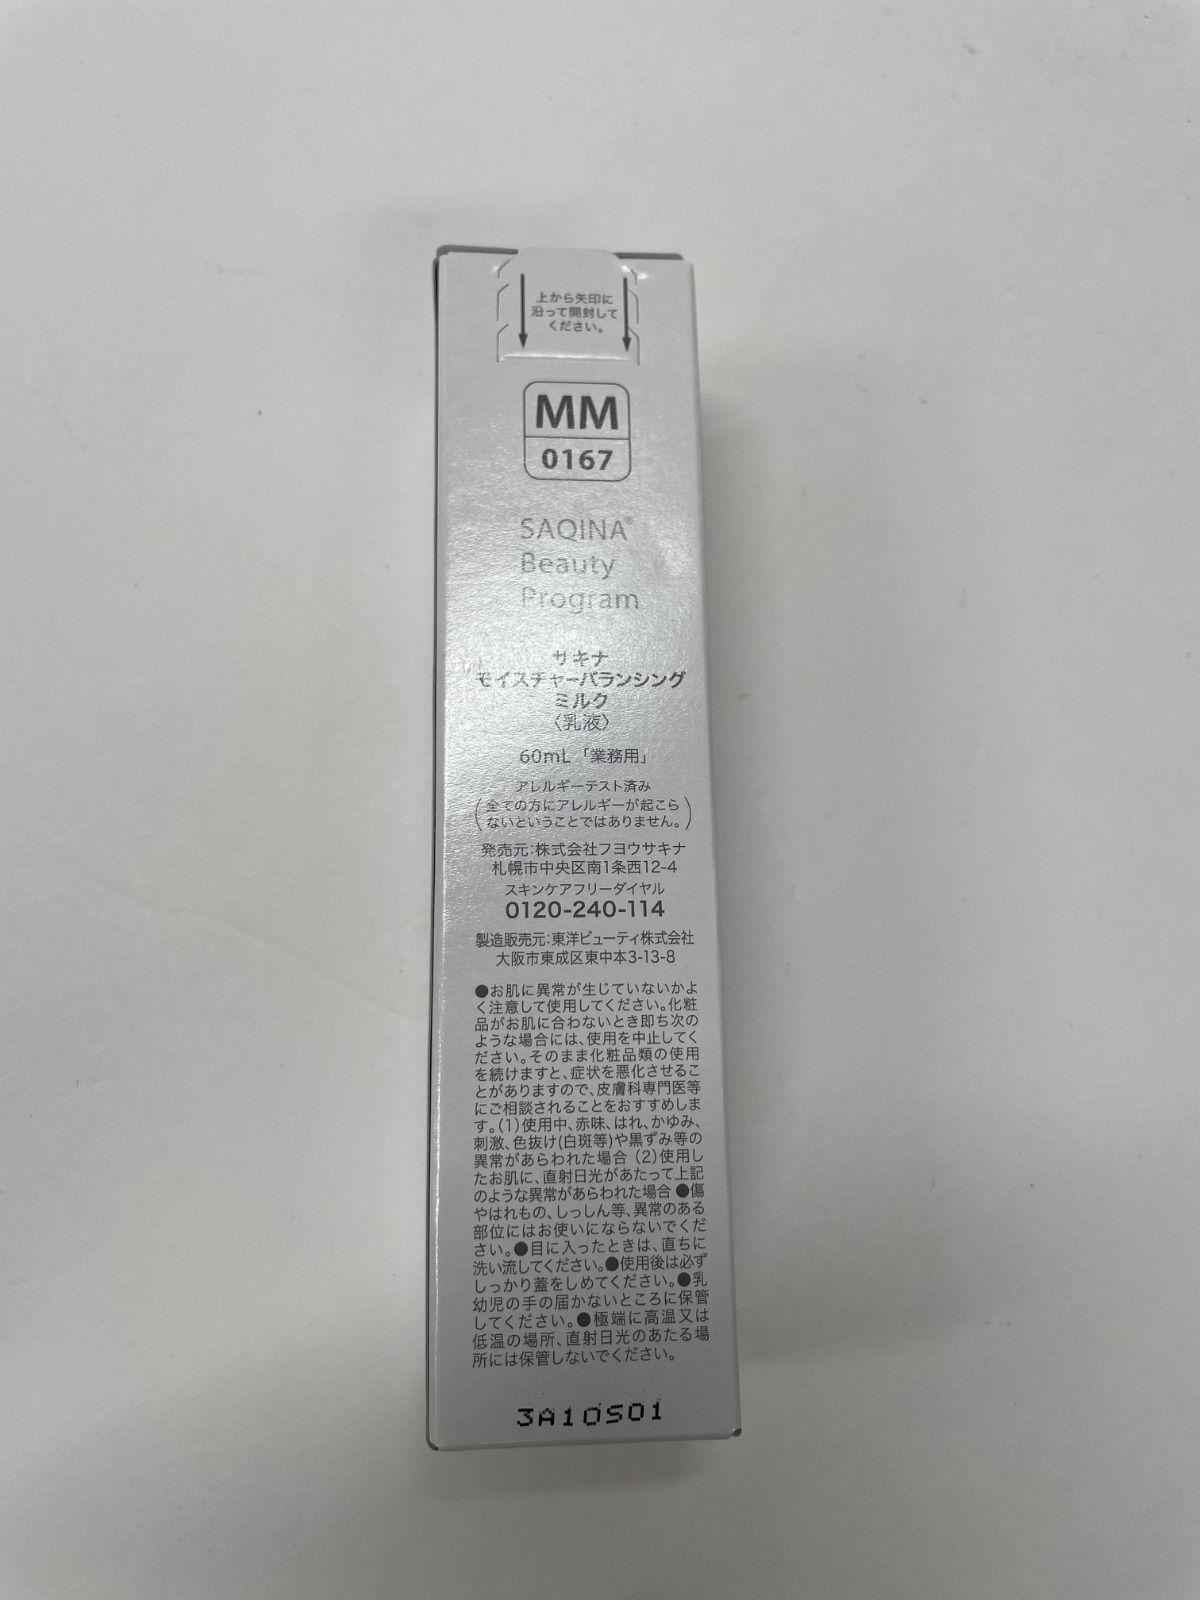 上から矢印に
沿って開封して
ください。
MM
0167
SAQINA®
Beauty
Program
サキナ
モイスチャーバランシング
ミルク
〈乳液〉
60mL「業務用」
アレルギーテスト済み
(全ての方にアレルギーが起こら
ないということではありません。)
発売元:株式会社フヨウサキナ
札幌市中央区南1条西12-4
スキンケアフリーダイヤル
0120-240-114
製造販売元:東洋ビューティ株式会社
大阪市東成区東中本3-13-8
●お肌に異常が生じていないかよ
く注意して使用してください。化粧
品がお肌に合わないとき即ち次の
ような場合には、使用を中止してく
ださい。そのまま化粧品類の使用
を続けますと、症状を悪化させるこ
とがありますので、皮膚科専門医等
にご相談されることをおすすめしま
す。(1)使用中、赤味、はれ、かゆみ、
刺激、色抜け(白斑等)や黒ずみ等の
異常があらわれた場合 (2)使用し
たお肌に、直射日光があたって上記
のような異常があらわれた場合 ●傷
やはれもの、しっしん等、異常のある
部位にはお使いにならないでくだ
さい。●目に入ったときは、直ちに
洗い流してください。●使用後は必ず
しっかり蓋をしめてください。●乳
幼児の手の届かないところに保管
してください。●極端に高温又は
低温の場所、直射日光のあたる場
所には保管しないでください。
3A10S01